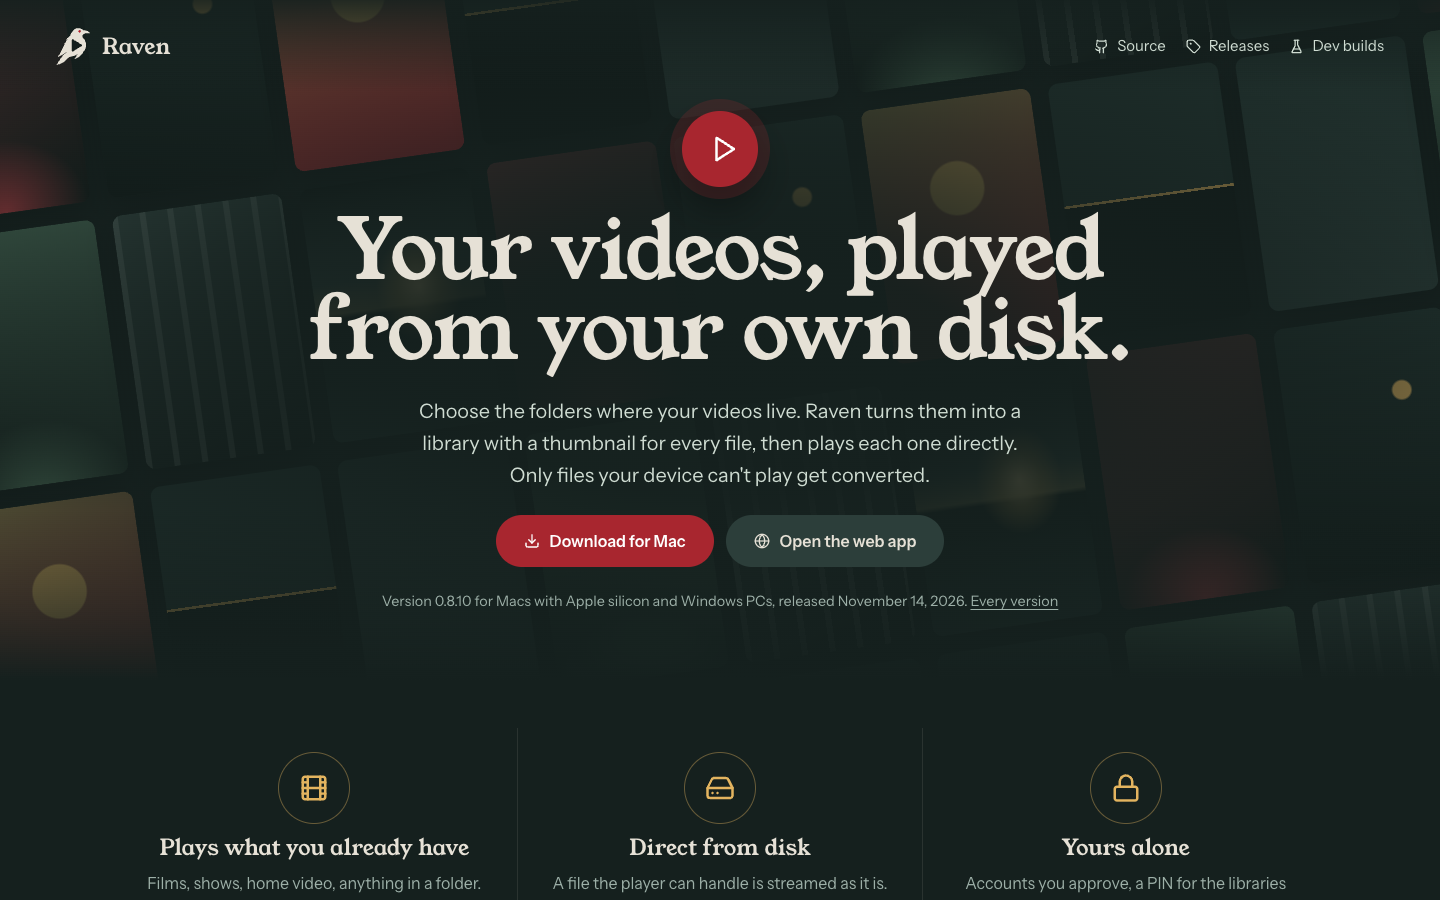 Raven
Source
Releases
Dev builds
Your videos, played
from your own disk.
Choose the folders where your videos live. Raven turns them into a
library with a thumbnail for every file, then plays each one directly.
Only files your device can't play get converted.
Download for Mac
Open the web app
Version 0.8.10 for Macs with Apple silicon and Windows PCs, released November 14, 2026. Every version
Plays what you already have
Films, shows, home video, anything in a folder.
Direct from disk
A file the player can handle is streamed as it is.
Yours alone
Accounts you approve, a PIN for the libraries